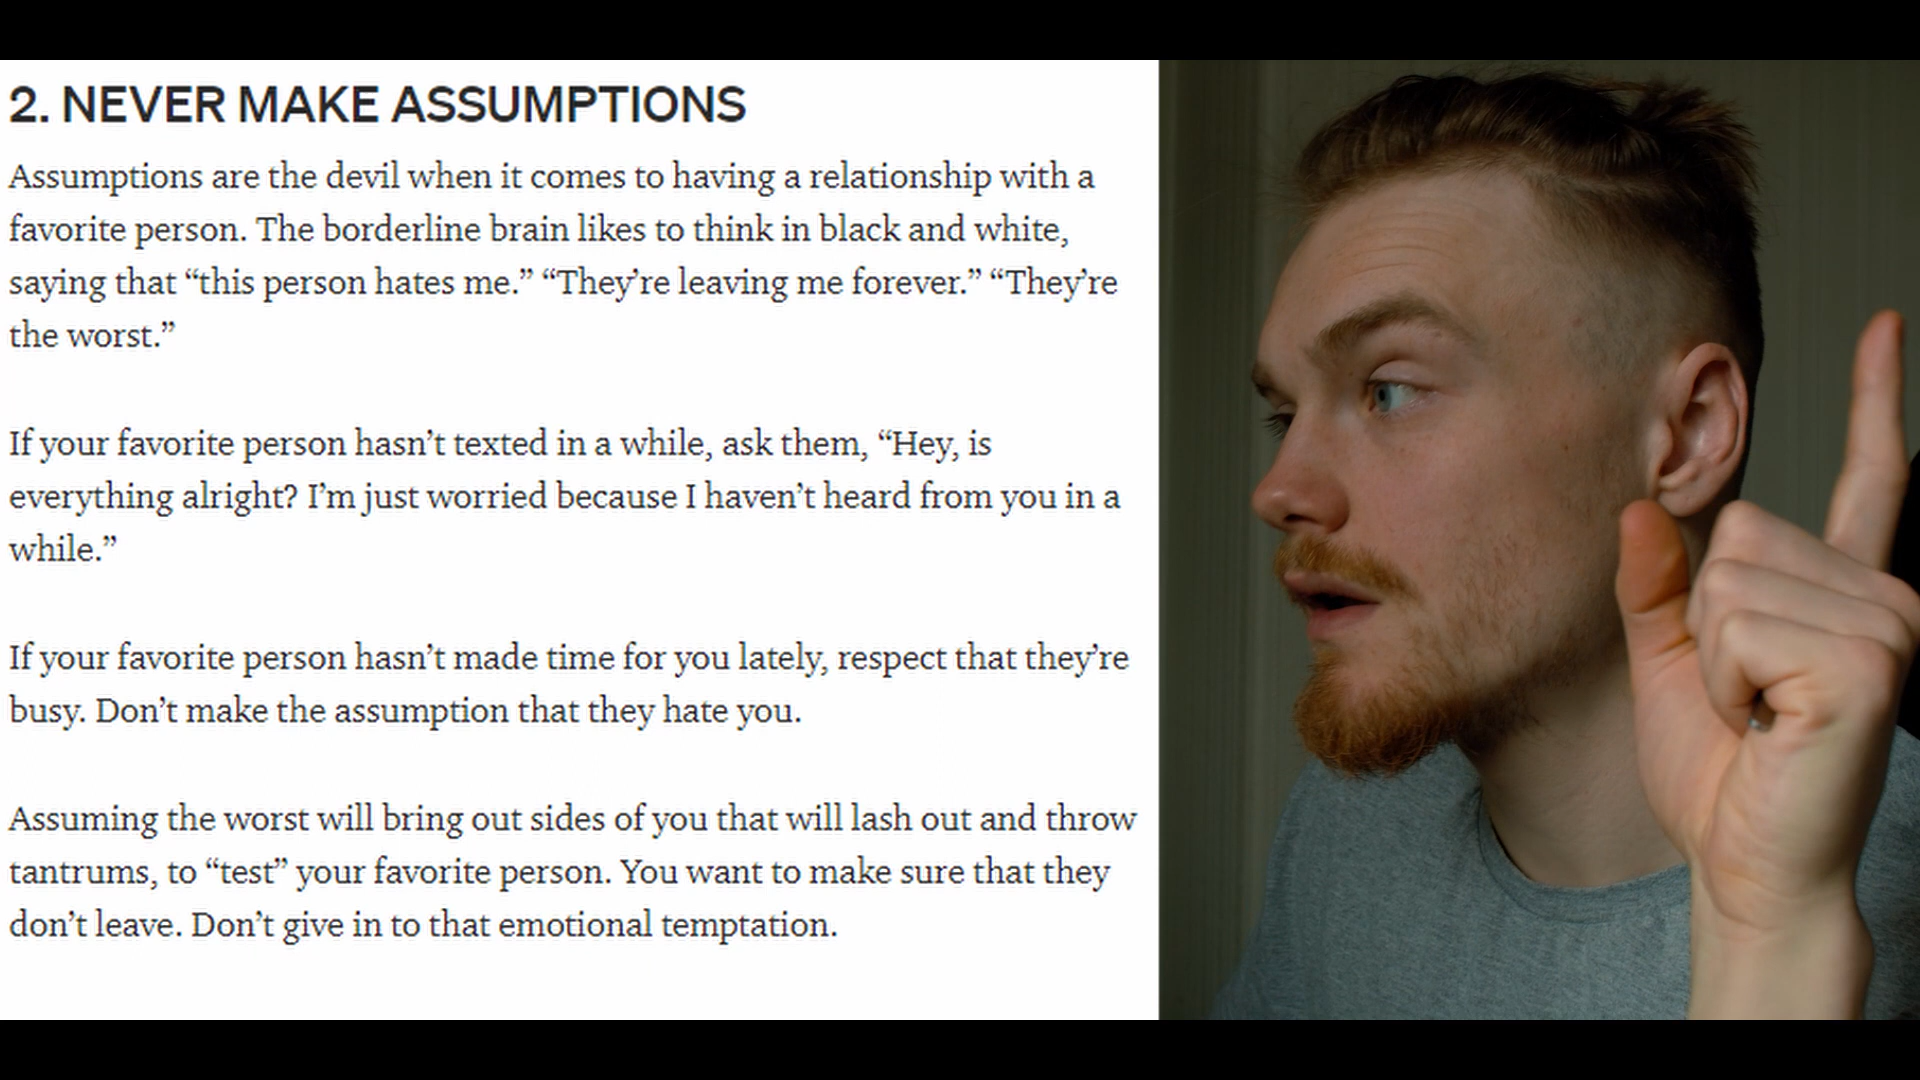 2. NEVER MAKE ASSUMPTIONS
Assumptions are the devil when it comes to having a relationship with a
favorite person. The borderline brain likes to think in black and white,
saying that “this person hates me.” “They’re leaving me forever.” “They’re
the worst.”
If your favorite person hasn’t texted in a while, ask them, “Hey, is
everything alright? I’m just worried because I haven’t heard from you in a
while.”
If your favorite person hasn’t made time for you lately, respect that they’re
busy. Don’t make the assumption that they hate you.
Assuming the worst will bring out sides of you that will lash out and throw
tantrums, to “test” your favorite person. You want to make sure that they
don’t leave. Don’t give in to that emotional temptation.